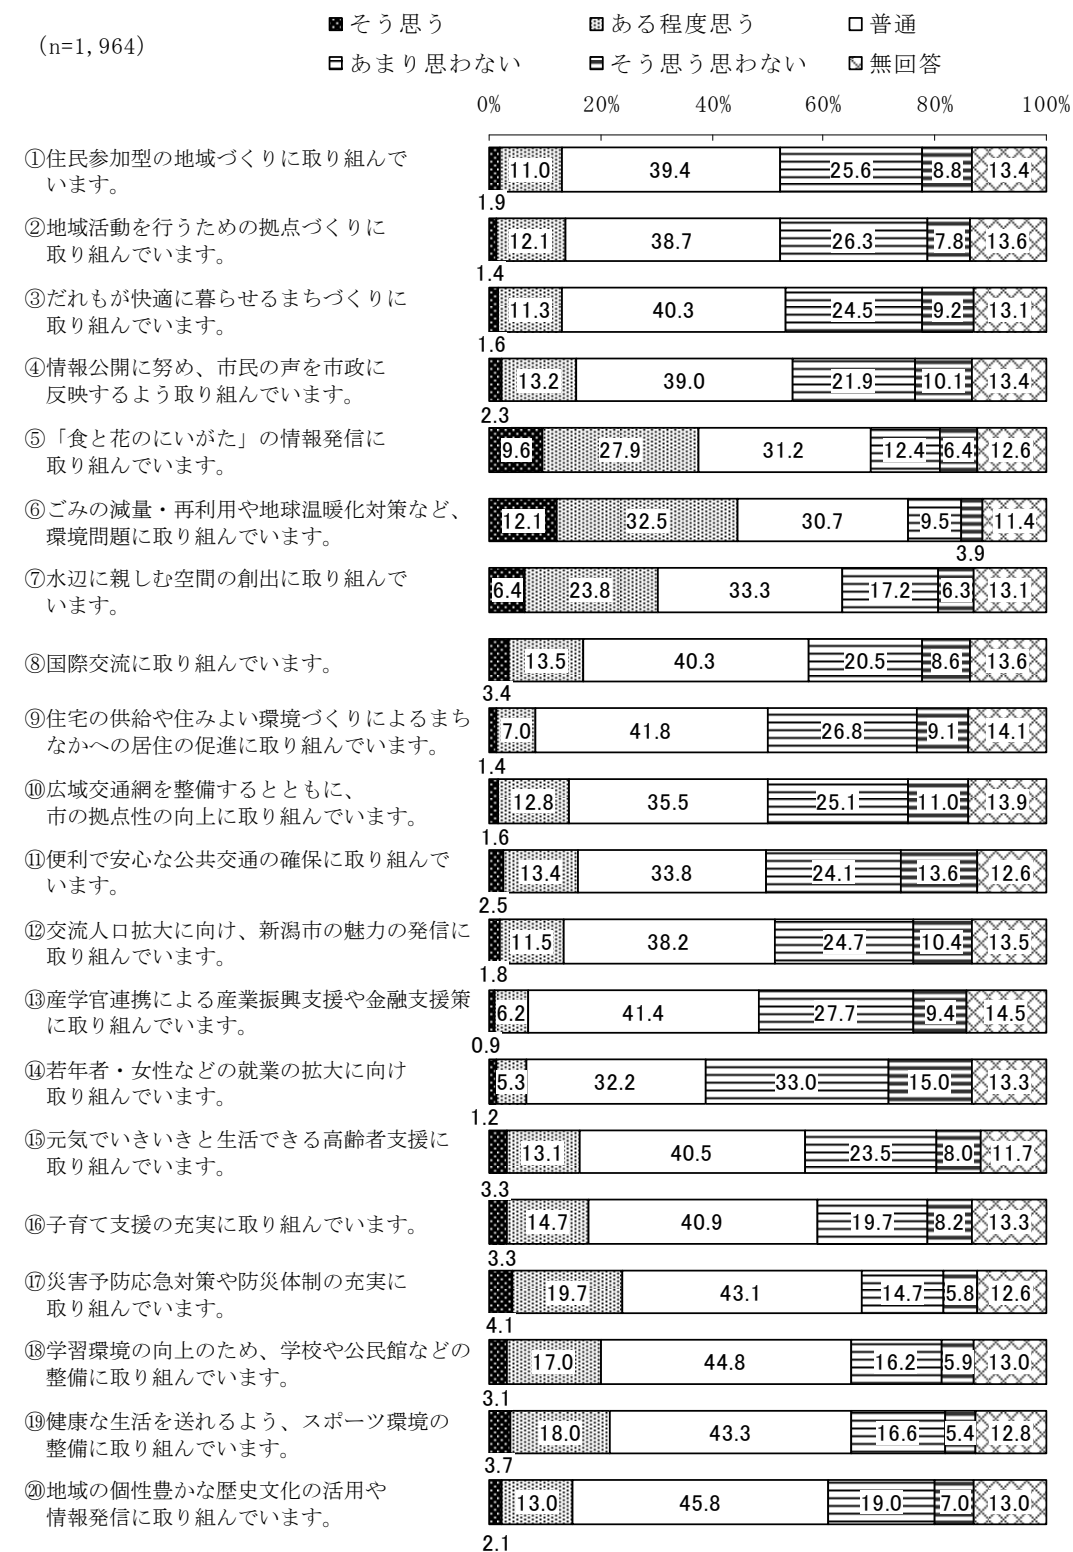 (n=1,964)
そう思う ある程度思う 普通
あまり思わない そう思う思わない 無回答
0% 20% 40% 60% 80% 100%
①住民参加型の地域づくりに取り組んで
います。
1.9 11.0 39.4 25.6 8.8 13.4
②地域活動を行うための拠点づくりに
取り組んでいます。
1.4 12.1 38.7 26.3 7.8 13.6
③だれもが快適に暮らせるまちづくりに
取り組んでいます。
1.6 11.3 40.3 24.5 9.2 13.1
④情報公開に努め、市民の声を市政に
反映するよう取り組んでいます。
2.3 13.2 39.0 21.9 10.1 13.4
⑤「食と花のにいがた」の情報発信に
取り組んでいます。
9.6 27.9 31.2 12.4 6.4 12.6
⑥ごみの減量・再利用や地球温暖化対策など、
環境問題に取り組んでいます。
12.1 32.5 30.7 9.5 3.9 11.4
⑦水辺に親しむ空間の創出に取り組んで
います。
6.4 23.8 33.3 17.2 6.3 13.1
⑧国際交流に取り組んでいます。
3.4 13.5 40.3 20.5 8.6 13.6
⑨住宅の供給や住みよい環境づくりによるまち
なかへの居住の促進に取り組んでいます。
1.4 7.0 41.8 26.8 9.1 14.1
⑩広域交通網を整備するとともに、
市の拠点性の向上に取り組んでいます。
1.6 12.8 35.5 25.1 11.0 13.9
⑪便利で安心な公共交通の確保に取り組んで
います。
2.5 13.4 33.8 24.1 13.6 12.6
⑫交流人口拡大に向け、新潟市の魅力の発信に
取り組んでいます。
1.8 11.5 38.2 24.7 10.4 13.5
⑬産学官連携による産業振興支援や金融支援策
に取り組んでいます。
0.9 6.2 41.4 27.7 9.4 14.5
⑭若年者・女性などの就業の拡大に向け
取り組んでいます。
1.2 5.3 32.2 33.0 15.0 13.3
⑮元気でいきいきと生活できる高齢者支援に
取り組んでいます。
3.3 13.1 40.5 23.5 8.0 11.7
⑯子育て支援の充実に取り組んでいます。
3.3 14.7 40.9 19.7 8.2 13.3
⑰災害予防応急対策や防災体制の充実に
取り組んでいます。
4.1 19.7 43.1 14.7 5.8 12.6
⑱学習環境の向上のため、学校や公民館などの
整備に取り組んでいます。
3.1 17.0 44.8 16.2 5.9 13.0
⑲健康な生活を送れるよう、スポーツ環境の
整備に取り組んでいます。
3.7 18.0 43.3 16.6 5.4 12.8
⑳地域の個性豊かな歴史文化の活用や
情報発信に取り組んでいます。
2.1 13.0 45.8 19.0 7.0 13.0